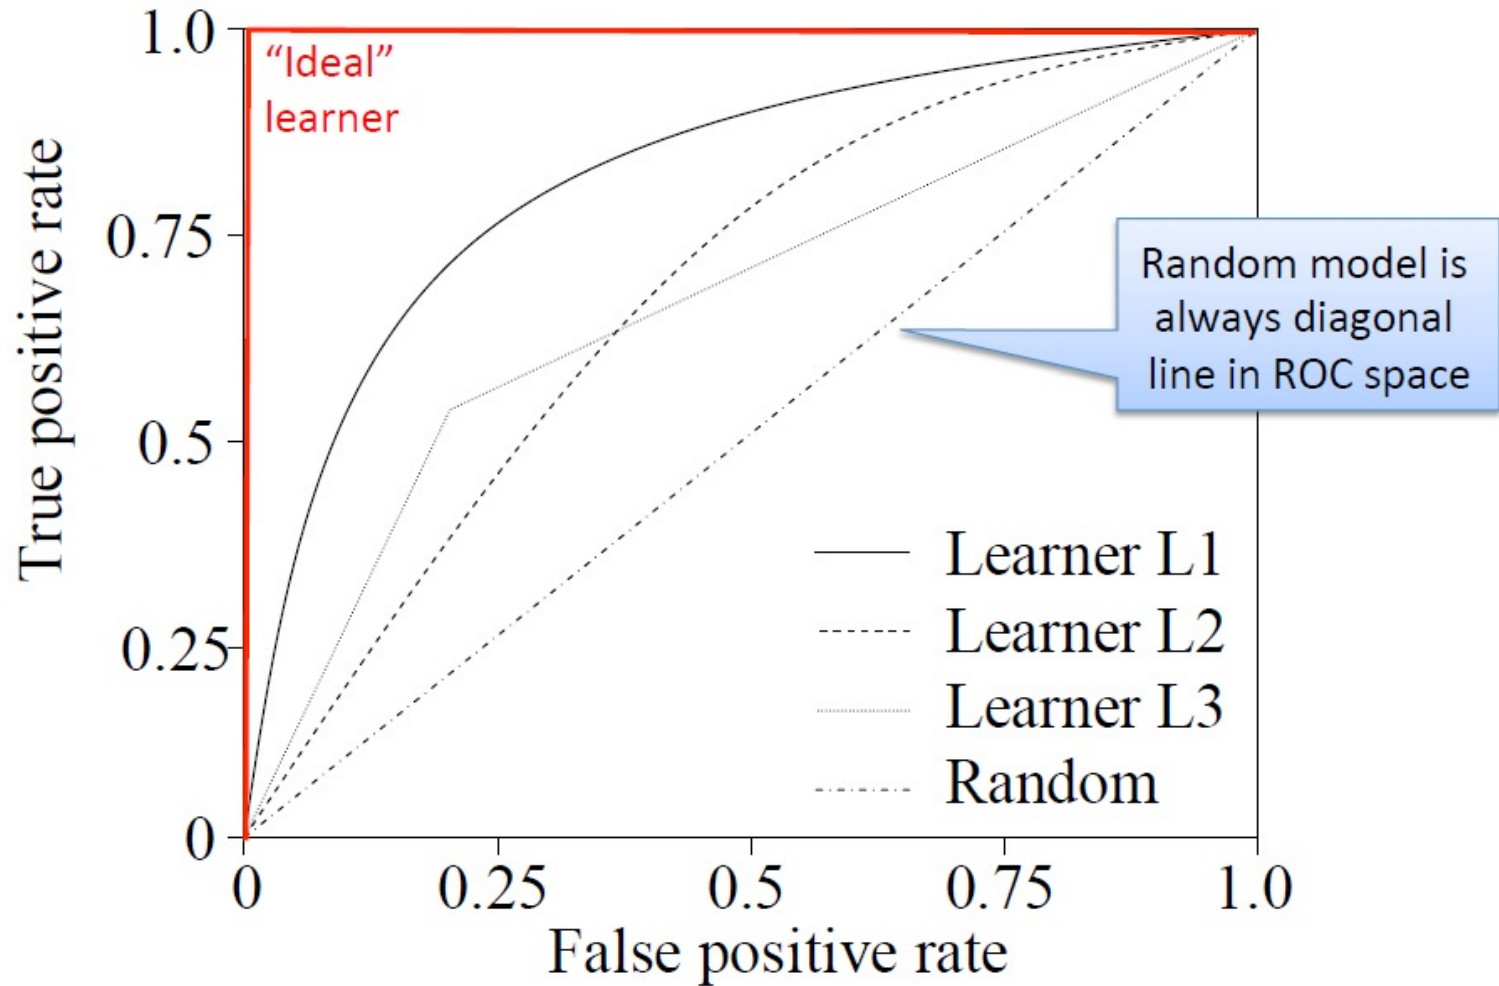 1.0
“Ideal”
learner
0.75
0.5
0.25
0
True positive rate
Random model is
always diagonal
line in ROC space
Learner L1
Learner L2
Learner L3
Random
0
0.25
0.5
0.75
1.0
False positive rate